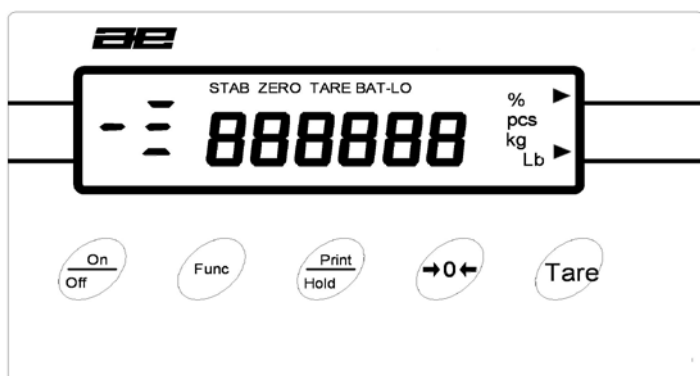 ae
STAB ZERO TARE BAT-LO
888888
%
pcs
kg
Lb
On
Off
Func
Print
Hold
→0←
Tare